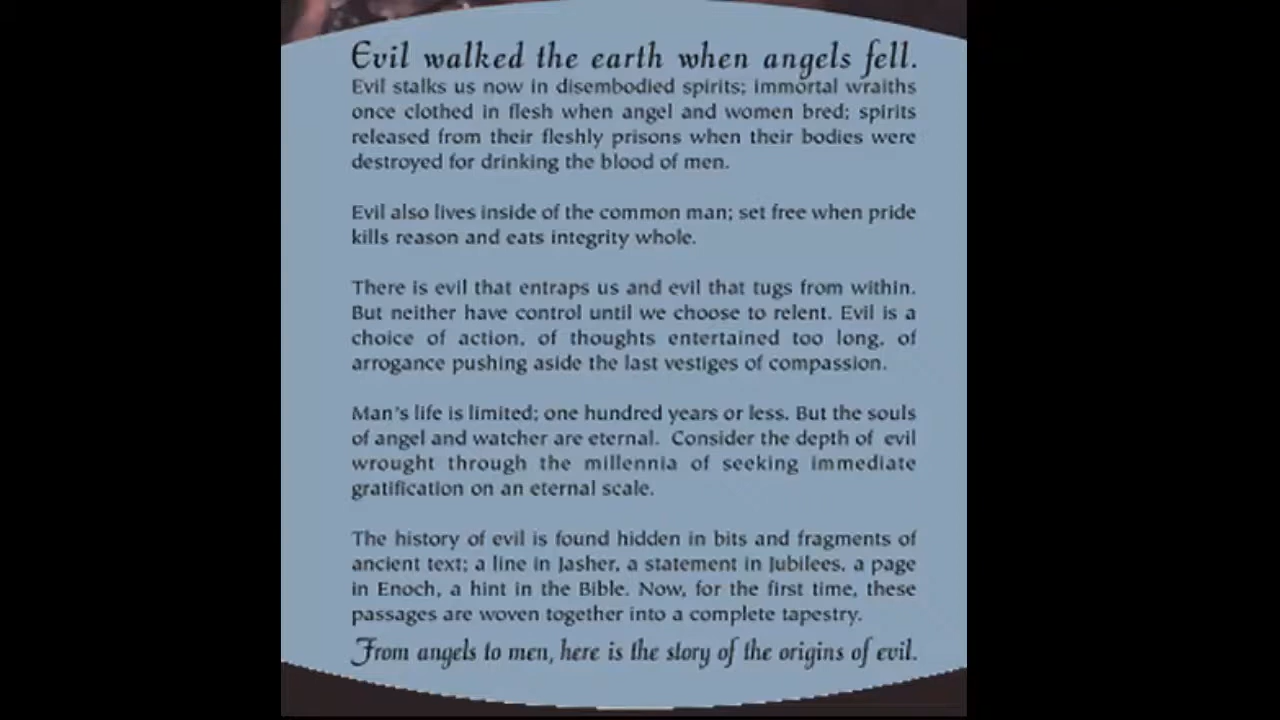 Evil walked the earth when angels fell.
Evil stalks us now in disembodied spirits; immortal wraiths
once clothed in flesh when angel and women bred; spirits
released from their fleshly prisons when their bodies were
destroyed for drinking the blood of men.
Evil also lives inside of the common man; set free when pride
kills reason and eats integrity whole.
There is evil that entraps us and evil that tugs from within.
But neither have control until we choose to relent. Evil is a
choice of action, of thoughts entertained too long, of
arrogance pushing aside the last vestiges of compassion.
Man's life is limited; one hundred years or less. But the souls
of angel and watcher are eternal. Consider the depth of evil
wrought through the millennia of seeking immediate
gratification on an eternal scale.
The history of evil is found hidden in bits and fragments of
ancient text; a line in Jasher, a statement in Jubilees, a page
in Enoch, a hint in the Bible. Now, for the first time, these
passages are woven together into a complete tapestry.
From angels to men, here is the story of the origins of evil.